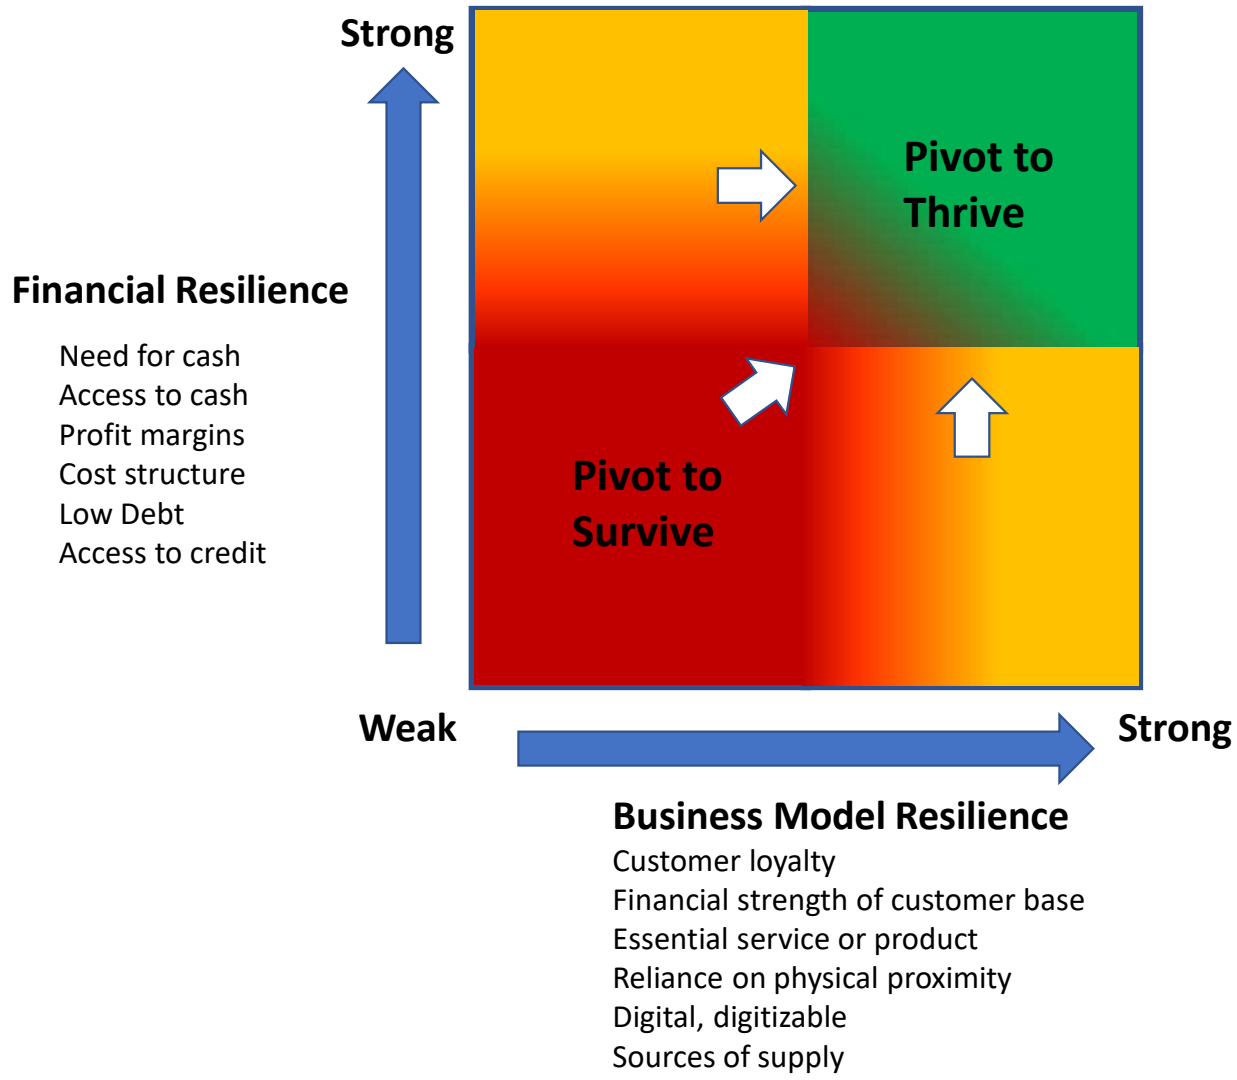 Strong
Pivot to
Thrive
Financial Resilience
Need for cash
Access to cash
Profit margins
Cost structure
Low Debt
Access to credit
Pivot to
Survive
Weak
Strong
Business Model Resilience
Customer loyalty
Financial strength of customer base
Essential service or product
Reliance on physical proximity
Digital, digitizable
Sources of supply